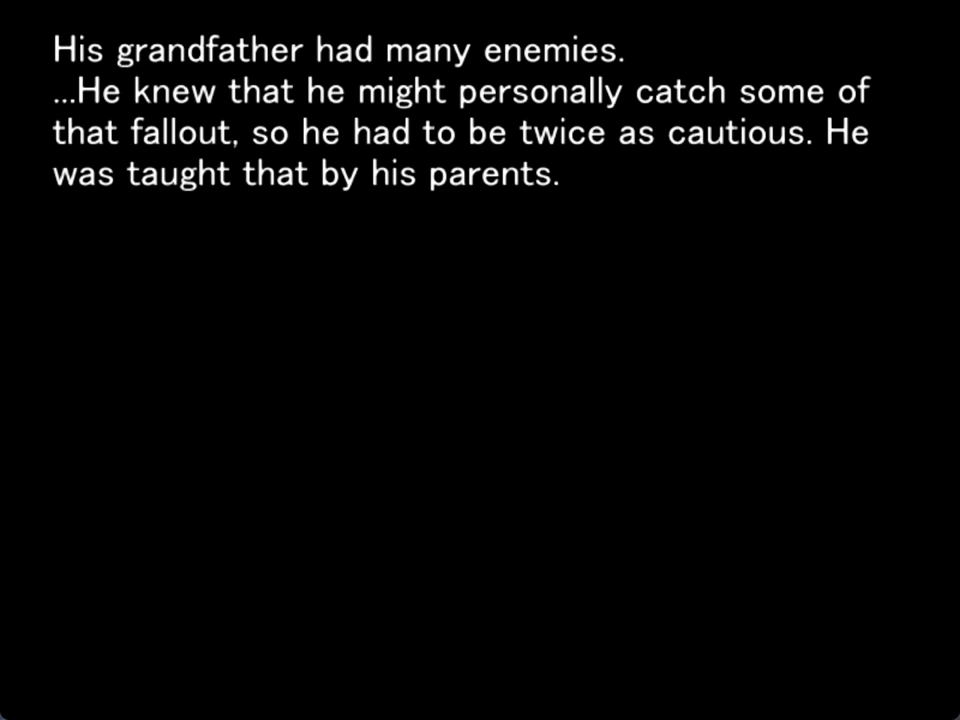 His grandfather had many enemies.
...He knew that he might personally catch some of
that fallout, so he had to be twice as cautious. He
was taught that by his parents.